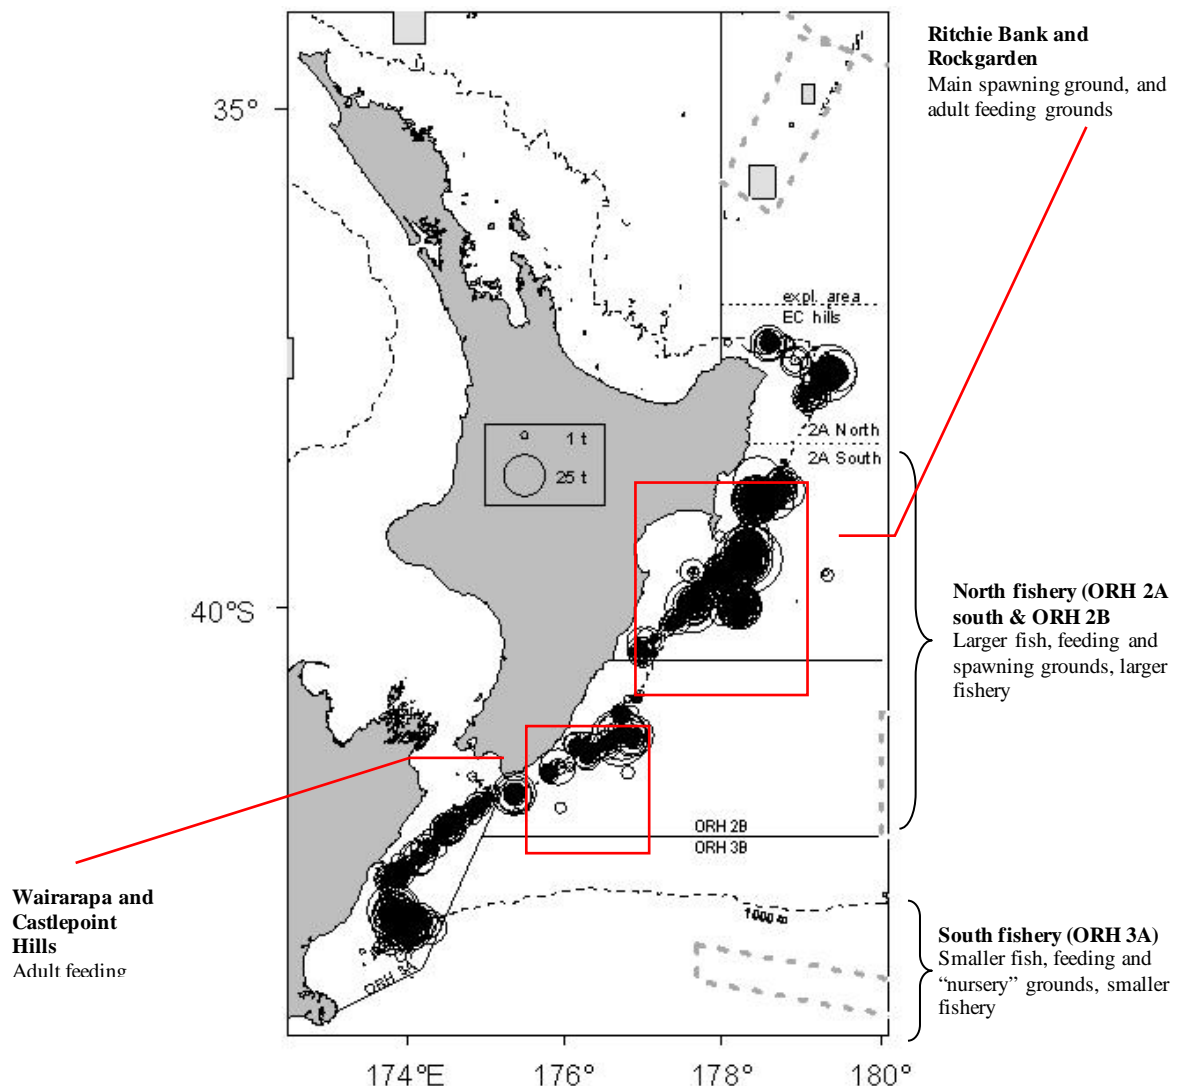 Ritchie Bank and
Rockgarden
Main spawning ground, and
adult feeding grounds
35°
expl. area
EC hills
2A North
2A South
1 t
25 t
40°S
North fishery (ORH 2A
south & ORH 2B
Larger fish, feeding and
spawning grounds, larger
fishery
ORH 2B
ORH 3B
Wairarapa and
Castlepoint
Hills
Adult feeding
1000 m
South fishery (ORH 3A)
Smaller fish, feeding and
“nursery” grounds, smaller
fishery
ORH
174°E
176°
178°
180°